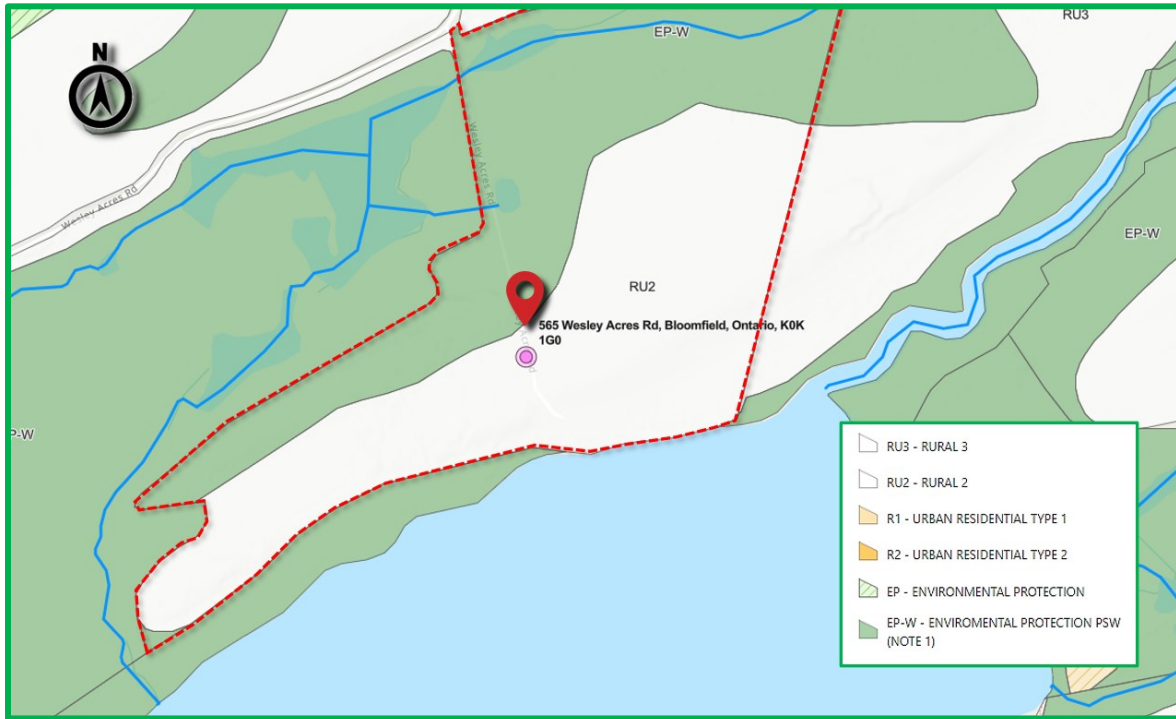 RU3
EP-W
N
Wesley Acres Rd
Wesley Acres Rd
EP-W
RU2
565 Wesley Acres Rd, Bloomfield, Ontario, K0K
1G0
RU3 - RURAL 3
RU2 - RURAL 2
R1 - URBAN RESIDENTIAL TYPE 1
R2 - URBAN RESIDENTIAL TYPE 2
EP - ENVIRONMENTAL PROTECTION
EP-W - ENVIROMENTAL PROTECTION PSW
(NOTE 1)